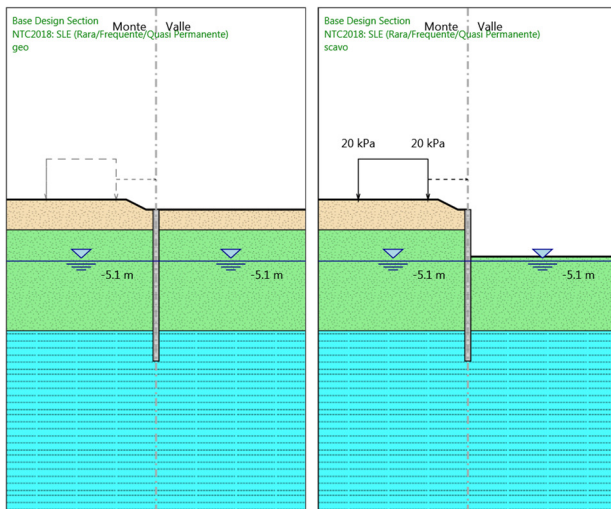 Base Design Section
Monte
Valle
NTC2018: SLE (Rara/Frequente/Quasi Permanente)
geo
-5.1 m
-5.1 m
Base Design Section
Monte
Valle
NTC2018: SLE (Rara/Frequente/Quasi Permanente)
scavo
20 kPa
20 kPa
-5.1 m
-5.1 m